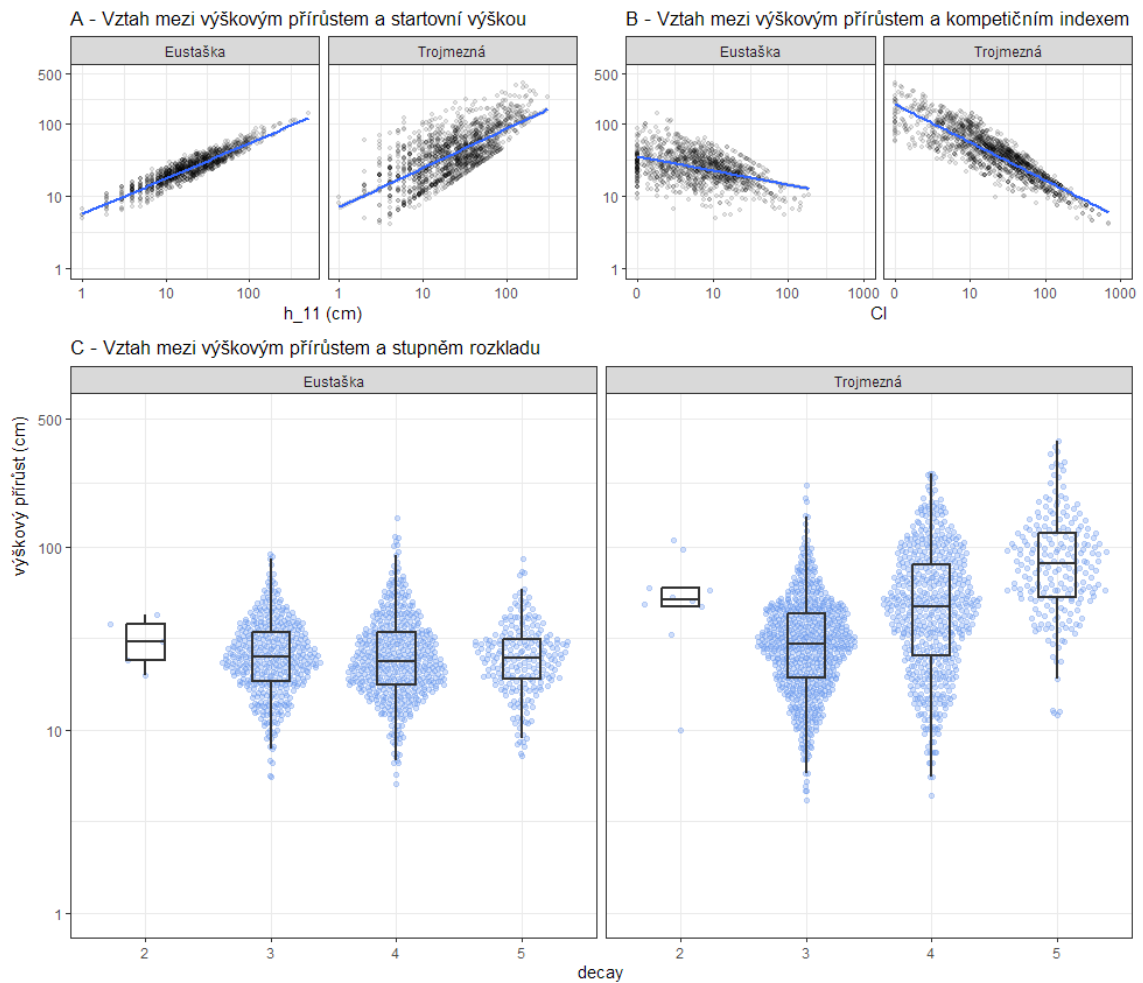 A - Vztah mezi výškovým přírůstem a startovní výškou
Eustaška
Trojmezná
500
100
10
1
1
10
100
1
10
100
h_11 (cm)
B - Vztah mezi výškovým přírůstem a kompetičním indexem
Eustaška
Trojmezná
500
100
10
1
0
10
100
1000
0
10
100
1000
CI
C - Vztah mezi výškovým přírůstem a stupněm rozkladu
Eustaška
Trojmezná
výškový přírůst (cm)
500
100
10
1
2
3
4
5
2
3
4
5
decay